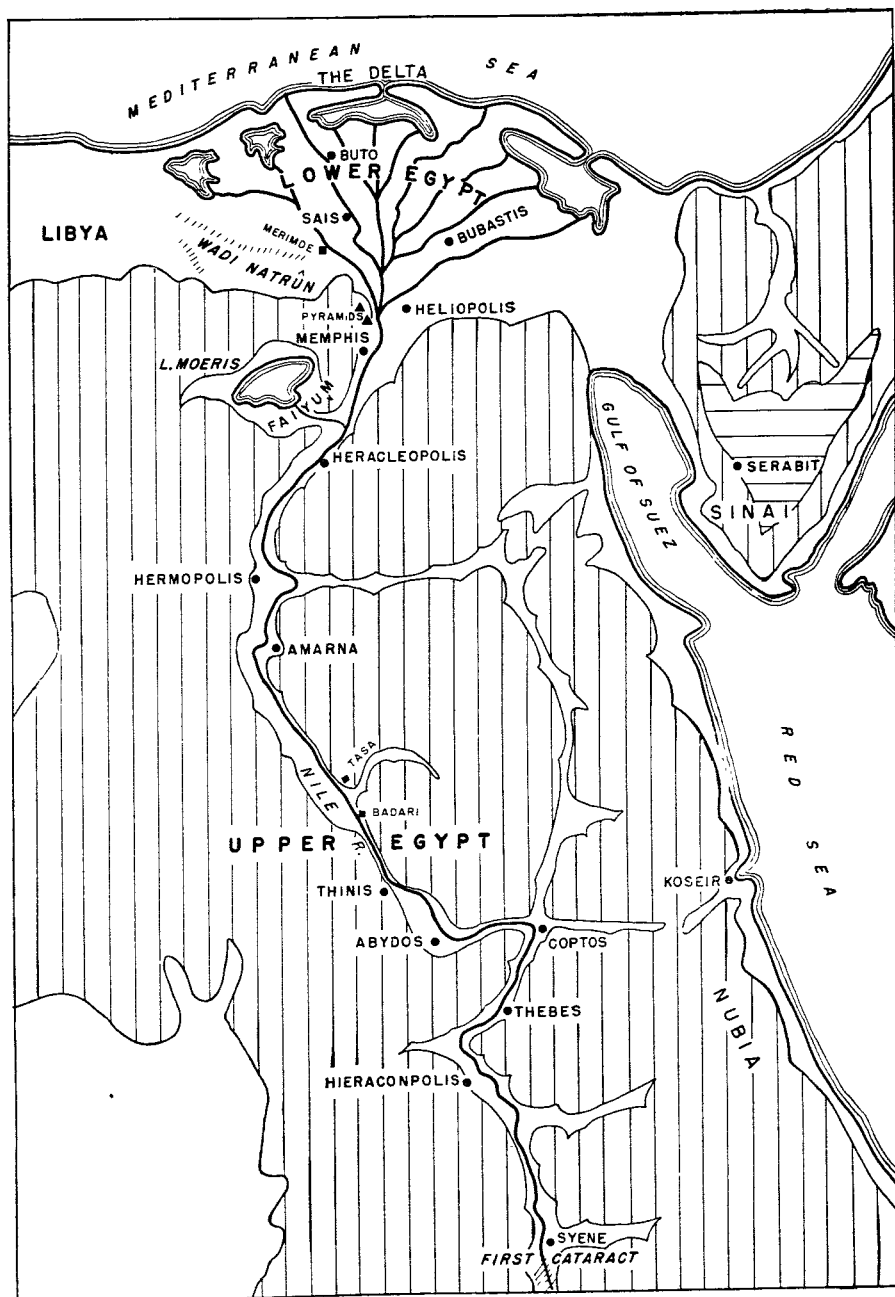 MEDITERRANEAN SEA
THE DELTA
BUTO
LOWER EGYPT
SAIS
LIBYA
MERIMDE
BUBASTIS
WADI NATRÛN
PYRAMIDS
HELIOPOLIS
MEMPHIS
L. MOERIS
FAIYUM
GULF OF SUEZ
HERACLEOPOLIS
SERABIT
SINAI
HERMOPOLIS
AMARNA
RED SEA
TASA
NILE R.
BADARI
UPPER EGYPT
THINIS
KOSEIR
ABYDOS
COPTOS
THEBES
NUBIA
HIERACONPOLIS
SYENE
FIRST CATARACT